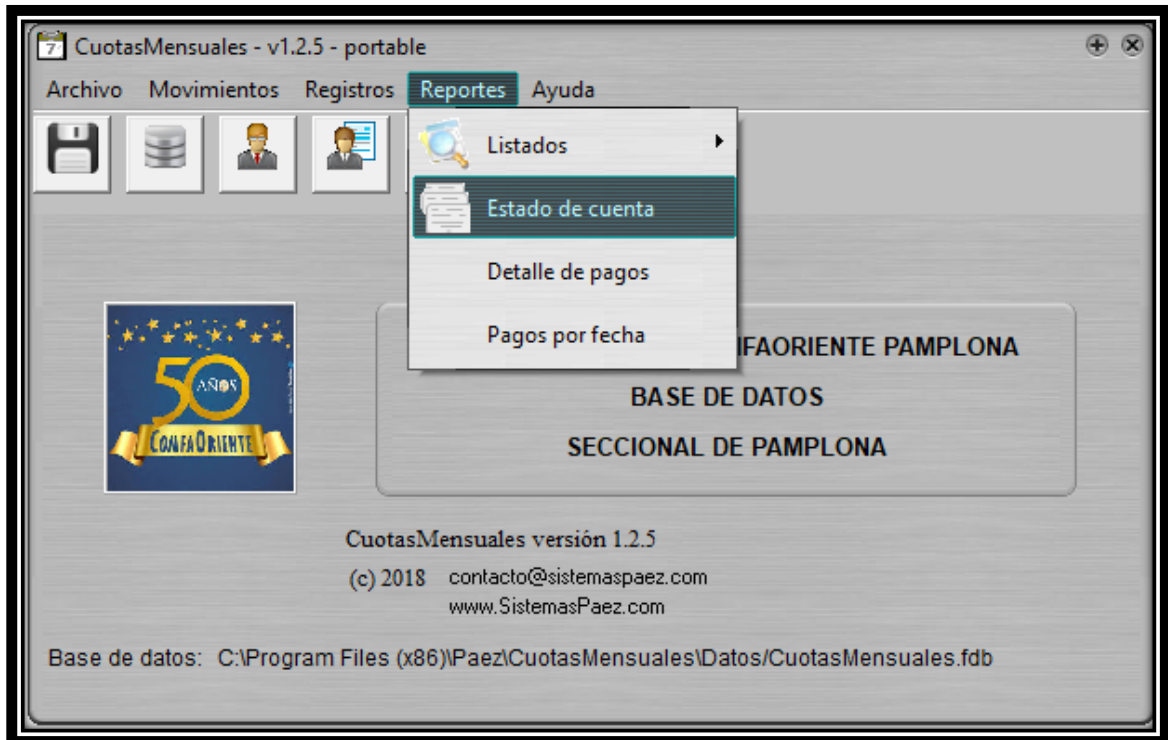 7 CuotasMensuales - v1.2.5 - portable
Archivo Movimientos Registros Reportes Ayuda
Listados
Estado de cuenta
Detalle de pagos
Pagos por fecha
50
AÑOS
COMFAORIENTE
PAMPLONA
BASE DE DATOS
SECCIONAL DE PAMPLONA
CuotasMensuales versión 1.2.5
(c) 2018 contacto@sistemaspaez.com
www.SistemasPaez.com
Base de datos: C:\Program Files (x86)\Paez\CuotasMensuales\Datos/CuotasMensuales.fdb